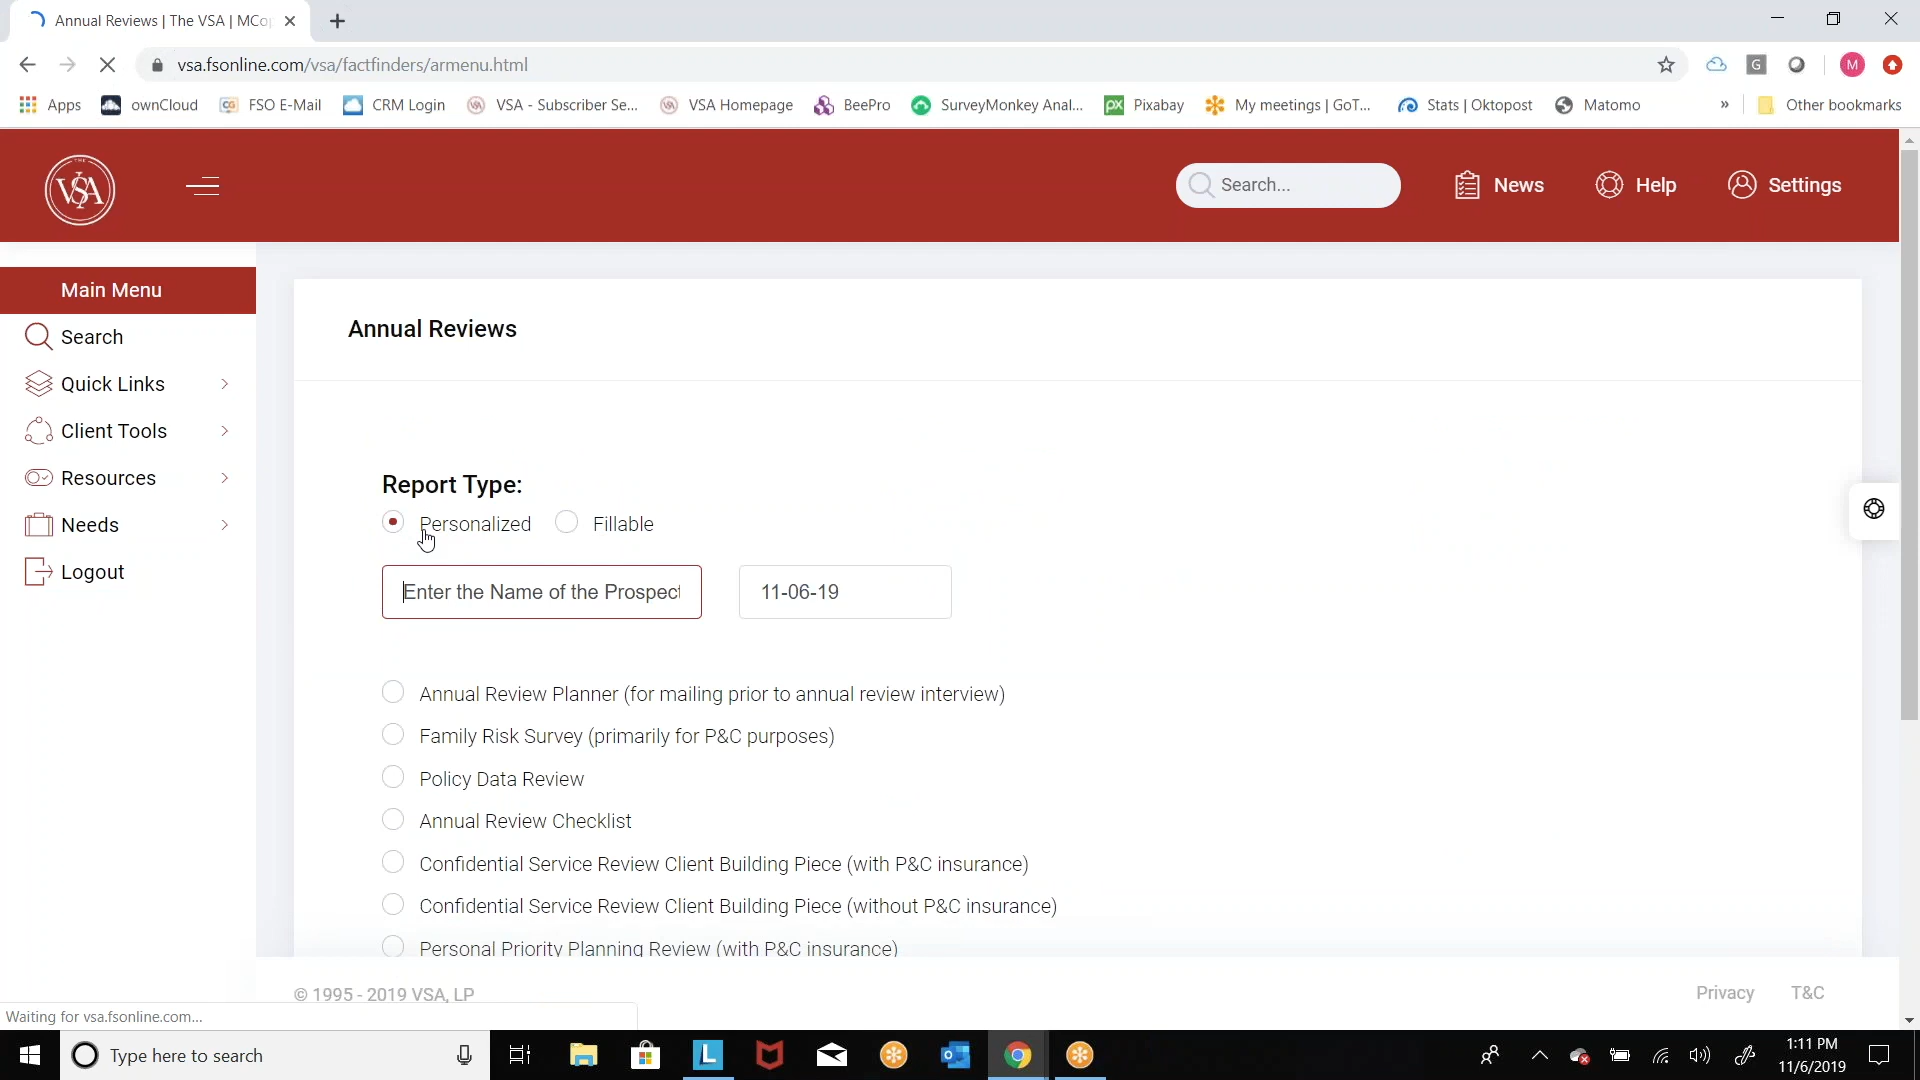 Annual Reviews | The VSA | MCo
vsa.fsonline.com/vsa/factfinders/armenu.html
G
M
Apps
ownCloud
FSO E-Mail
CRM Login
VSA - Subscriber Se...
VSA Homepage
BeePro
SurveyMonkey Anal...
Pixabay
My meetings | GoT...
Stats | Oktopost
Matomo
»
Other bookmarks
THE
VSA
Search...
News
Help
Settings
Main Menu
Search
Quick Links
Client Tools
Resources
Needs
Logout
Annual Reviews
Report Type:
Personalized
Fillable
Enter the Name of the Prospect
11-06-19
Annual Review Planner (for mailing prior to annual review interview)
Family Risk Survey (primarily for P&C purposes)
Policy Data Review
Annual Review Checklist
Confidential Service Review Client Building Piece (with P&C insurance)
Confidential Service Review Client Building Piece (without P&C insurance)
Personal Priority Planning Review (with P&C insurance)
© 1995 - 2019 VSA, LP
Privacy
T&C
Waiting for vsa.fsonline.com...
Type here to search
L
1:11 PM
11/6/2019